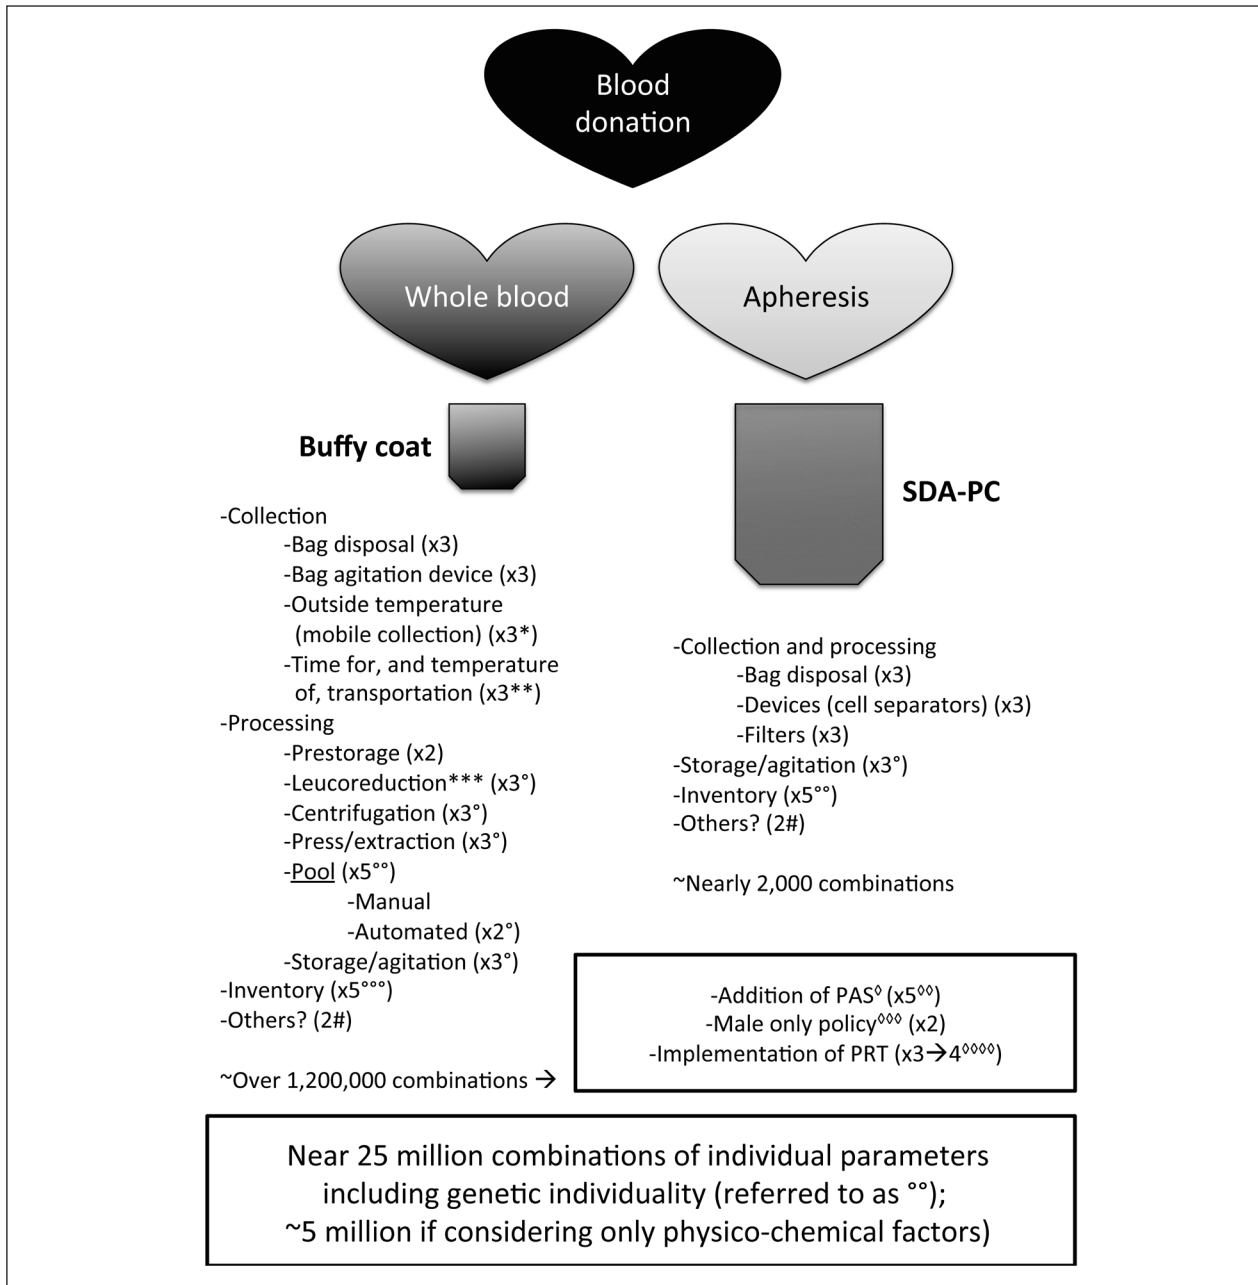 Blood
donation
Whole blood
Apheresis
Buffy coat
SDA-PC
-Collection
-Bag disposal (x3)
-Bag agitation device (x3)
-Outside temperature
(mobile collection) (x3*)
-Time for, and temperature
of, transportation (x3**)
-Processing
-Prestorage (x2)
-Leucoreduction*** (x3°)
-Centrifugation (x3°)
-Press/extraction (x3°)
-Pool (x5°°)
-Manual
-Automated (x2°)
-Storage/agitation (x3°)
-Inventory (x5°°°)
-Others? (2#)
~Over 1,200,000 combinations →
-Collection and processing
-Bag disposal (x3)
-Devices (cell separators) (x3)
-Filters (x3)
-Storage/agitation (x3°)
-Inventory (x5°°)
-Others? (2#)
~Nearly 2,000 combinations
-Addition of PAS◊ (x5◊◊)
-Male only policy◊◊◊ (x2)
-Implementation of PRT (x3→4◊◊◊◊)
Near 25 million combinations of individual parameters
including genetic individuality (referred to as °°);
~5 million if considering only physico-chemical factors)